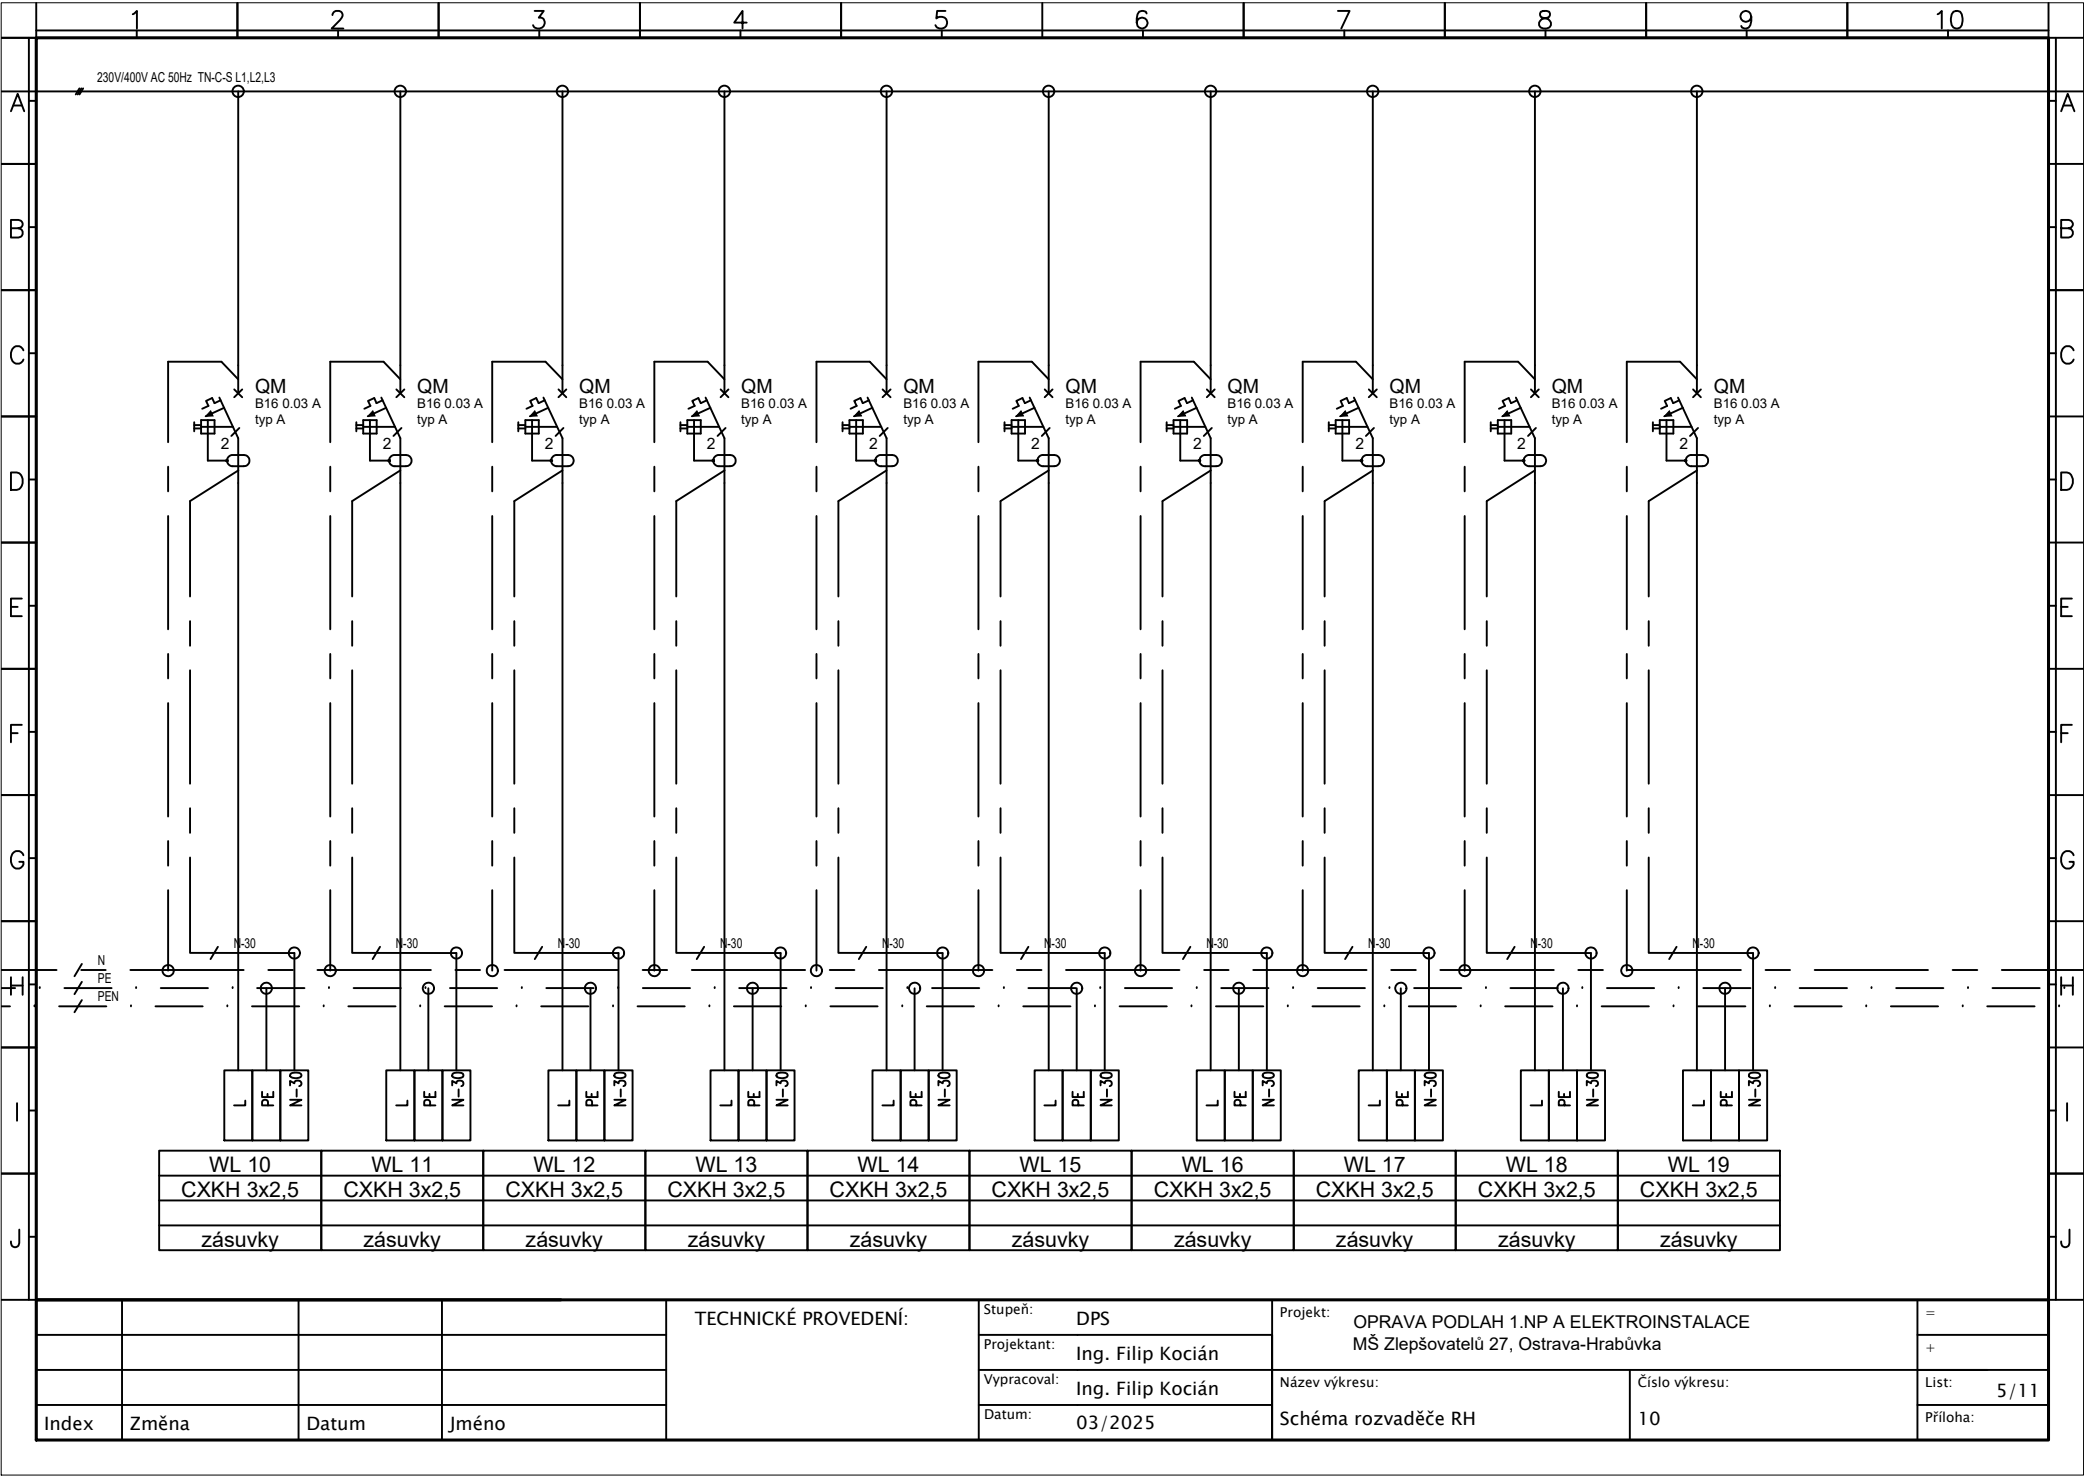 1 2 3 4 5 6 7 8 9 10
230V/400V AC 50Hz TN-C-S L1,L2,L3
A A
B B
C C
QM QM QM QM QM QM QM QM QM QM
B16 0.03 A B16 0.03 A B16 0.03 A B16 0.03 A B16 0.03 A B16 0.03 A B16 0.03 A B16 0.03 A B16 0.03 A B16 0.03 A
typ A typ A typ A typ A typ A typ A typ A typ A typ A typ A
2 2 2 2 2 2 2 2 2 2
D D
E E
F F
G G
N-30 N-30 N-30 N-30 N-30 N-30 N-30 N-30 N-30 N-30
N
PE
H H
PEN
L PE N-30 L PE N-30 L PE N-30 L PE N-30 L PE N-30 L PE N-30 L PE N-30 L PE N-30 L PE N-30 L PE N-30
I I
WL 10 WL 11 WL 12 WL 13 WL 14 WL 15 WL 16 WL 17 WL 18 WL 19
CXKH 3x2,5 CXKH 3x2,5 CXKH 3x2,5 CXKH 3x2,5 CXKH 3x2,5 CXKH 3x2,5 CXKH 3x2,5 CXKH 3x2,5 CXKH 3x2,5 CXKH 3x2,5
J J
zásuvky zásuvky zásuvky zásuvky zásuvky zásuvky zásuvky zásuvky zásuvky zásuvky
Index Změna Datum Jméno
TECHNICKÉ PROVEDENÍ:
Stupeň: DPS
Projektant: Ing. Filip Kocián
Vypracoval: Ing. Filip Kocián
Datum: 03/2025
Projekt: OPRAVA PODLAH 1.NP A ELEKTROINSTALACE
MŠ Zlepšovatelů 27, Ostrava-Hrabůvka
Název výkresu:
Schéma rozvaděče RH
Číslo výkresu:
10
=
+
List: 5/11
Příloha: